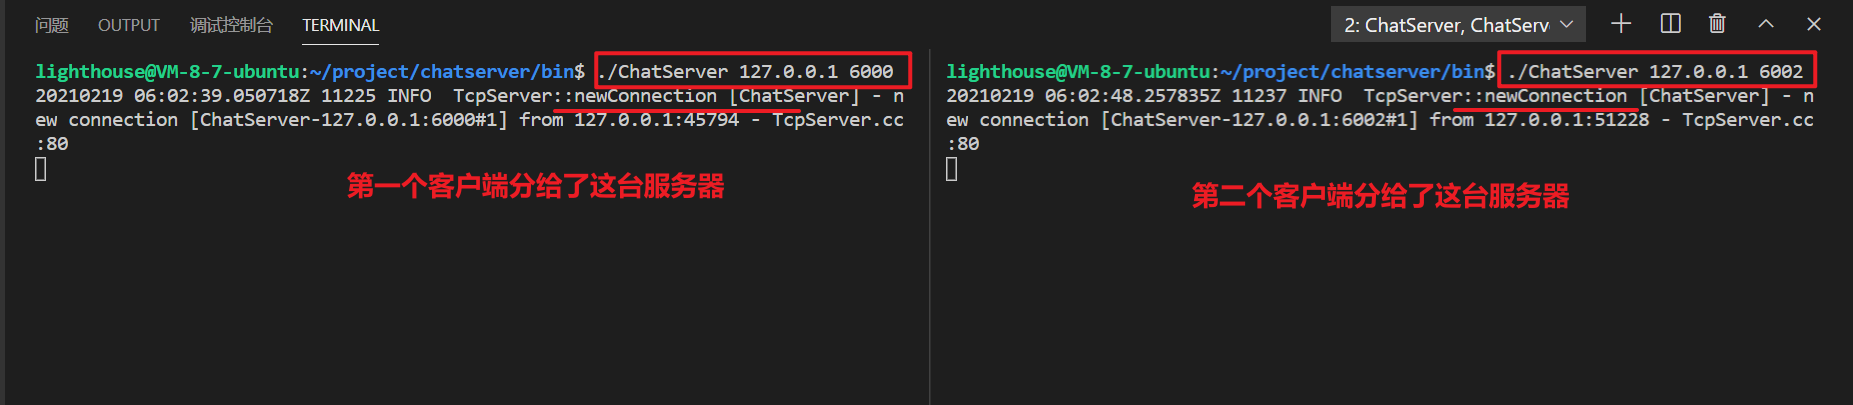 问题 OUTPUT 调试控制台 TERMINAL 2: ChatServer, ChatServ
lighthouse@VM-8-7-ubuntu:~/project/chatserver/bin$ ./ChatServer 127.0.0.1 6000
20210219 06:02:39.050718Z 11225 INFO  TcpServer::newConnection [ChatServer] - n
ew connection [ChatServer-127.0.0.1:6000#1] from 127.0.0.1:45794 - TcpServer.cc
:80
第一个客户端分给了这台服务器
lighthouse@VM-8-7-ubuntu:~/project/chatserver/bin$ ./ChatServer 127.0.0.1 6002
20210219 06:02:48.257835Z 11237 INFO  TcpServer::newConnection [ChatServer] - n
ew connection [ChatServer-127.0.0.1:6002#1] from 127.0.0.1:51228 - TcpServer.cc
:80
第二个客户端分给了这台服务器